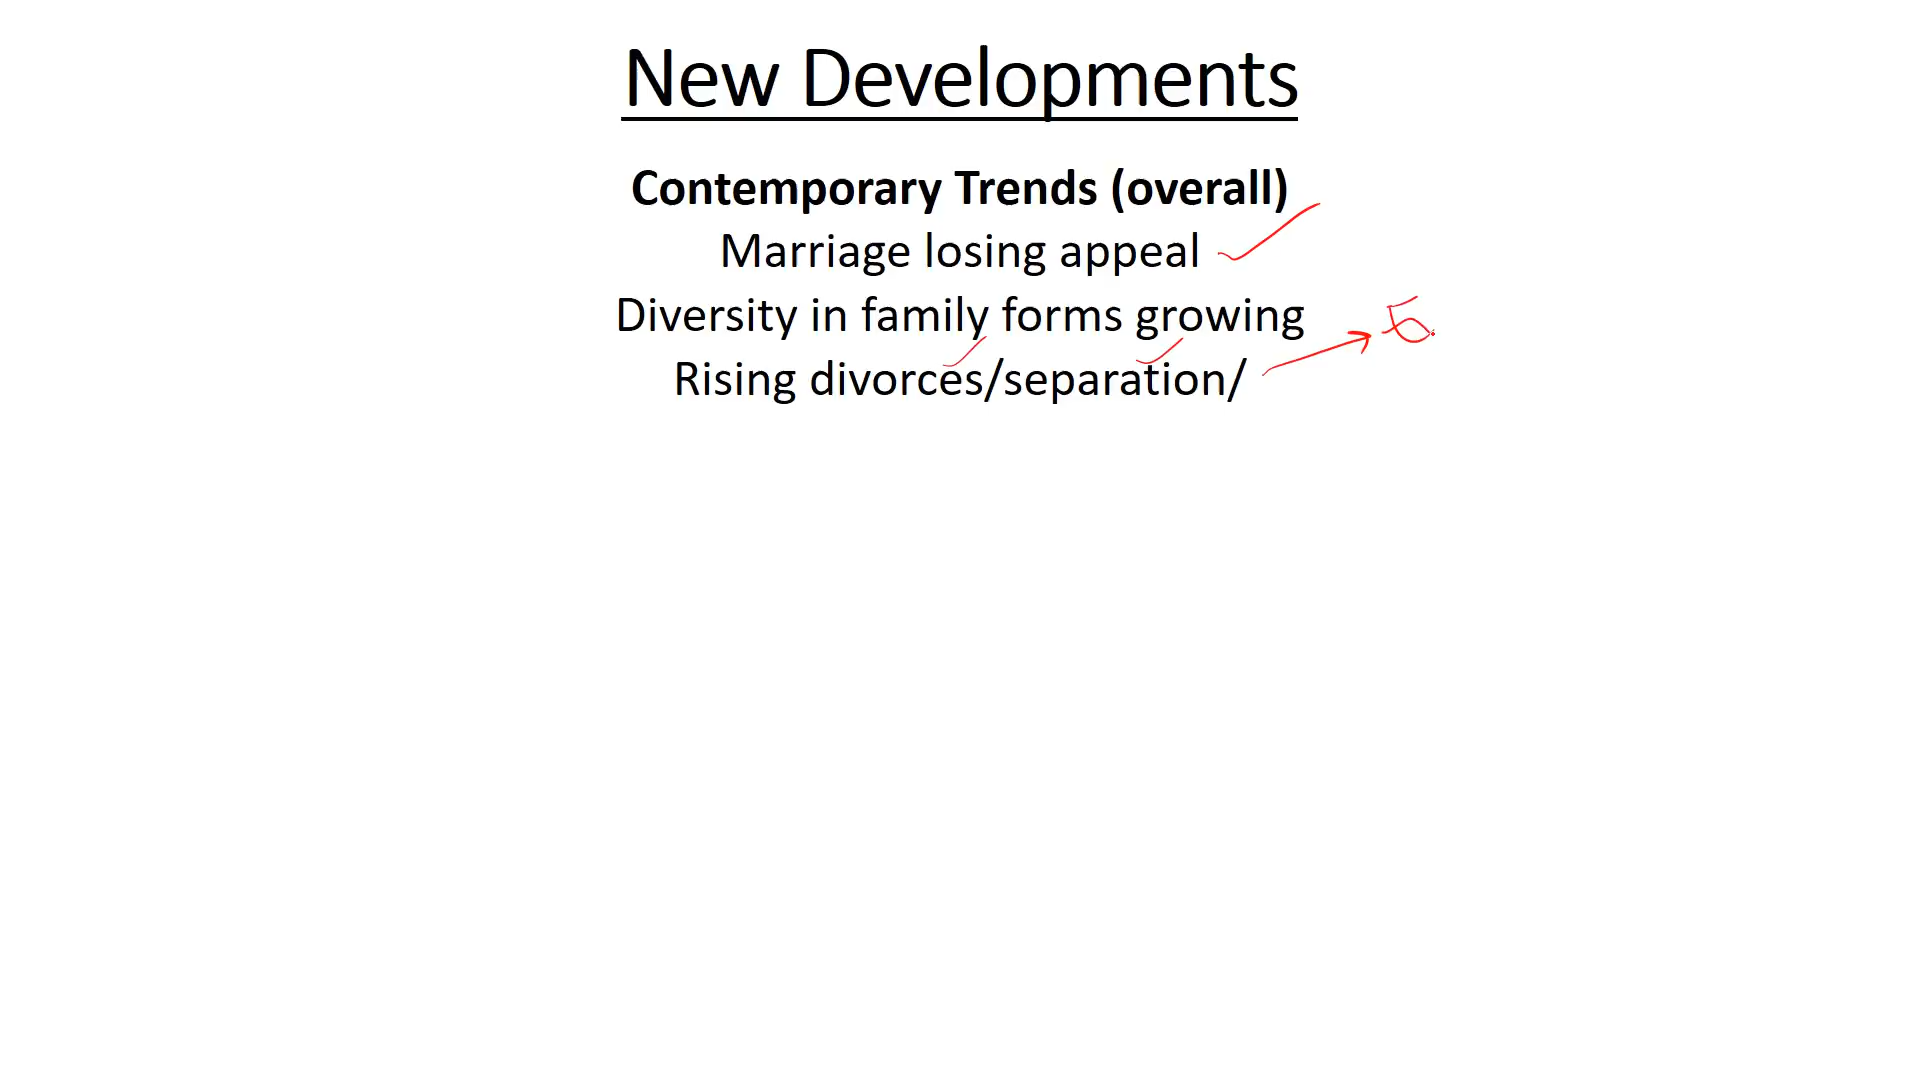 New Developments
Contemporary Trends (overall)
Marriage losing appeal
Diversity in family forms growing
Rising divorces/separation/